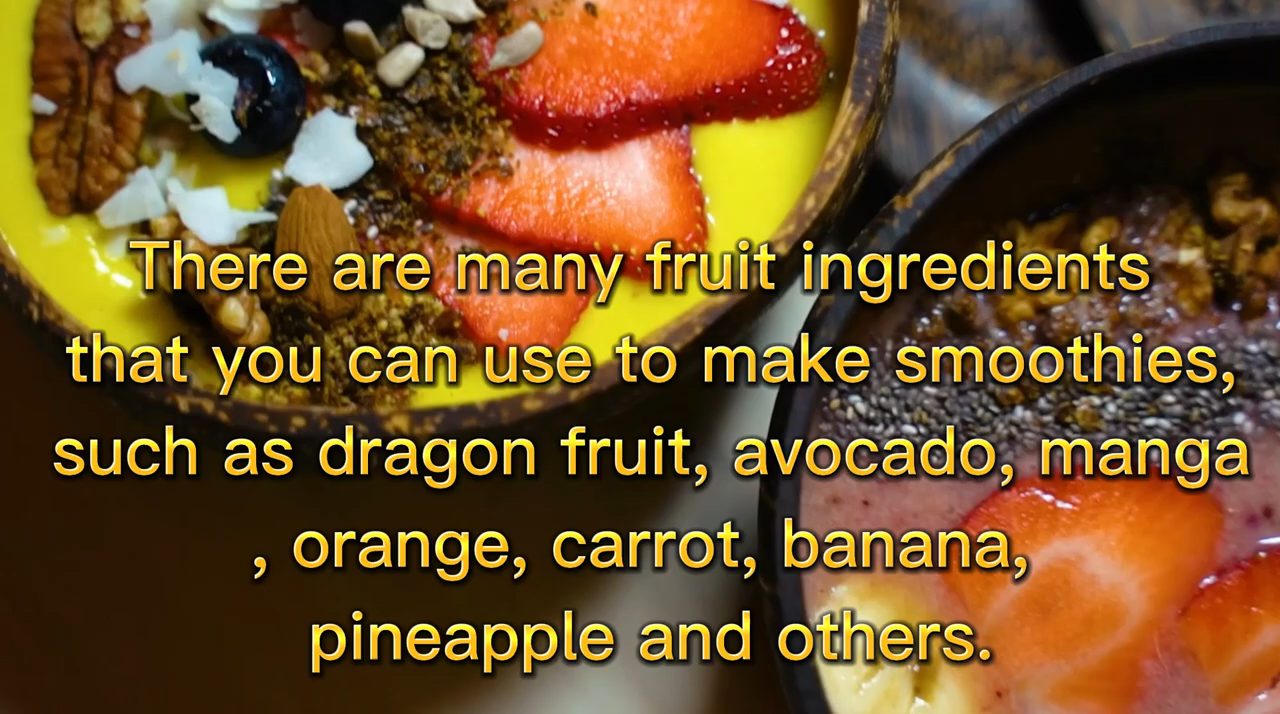 There are many fruit ingredients
that you can use to make smoothies,
such as dragon fruit, avocado, manga
, orange, carrot, banana,
pineapple and others.